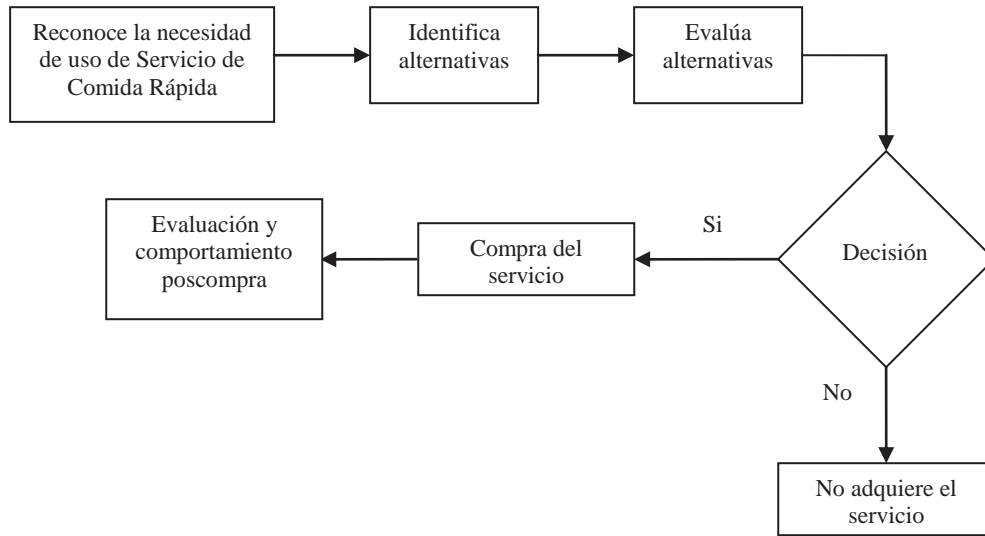 Reconoce la necesidad
de uso de Servicio de
Comida Rápida
Identifica
alternativas
Evalúa
alternativas
Decisión
Si
Compra del
servicio
Evaluación y
comportamiento
poscompra
No
No adquiere el
servicio